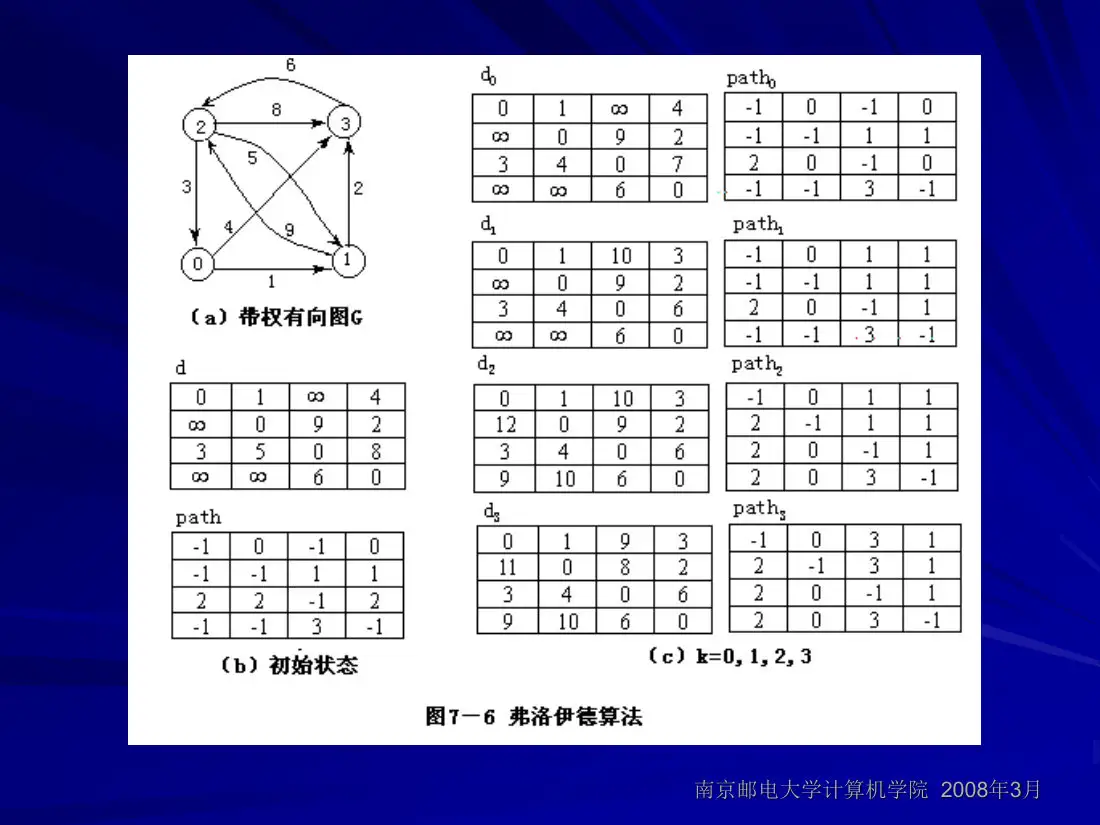 6
8
2
3
5
3
2
4
9
0
1
1
(a)带权有向图G
d
0 1 ∞ 4
∞ 0 9 2
3 5 0 8
∞ ∞ 6 0
path
-1 0 -1 0
-1 -1 1 1
2 2 -1 2
-1 -1 3 -1
(b)初始状态
d₀
0 1 ∞ 4
∞ 0 9 2
3 4 0 7
∞ ∞ 6 0
path₀
-1 0 -1 0
-1 -1 1 1
2 0 -1 0
-1 -1 3 -1
d₁
0 1 10 3
∞ 0 9 2
3 4 0 6
∞ ∞ 6 0
path₁
-1 0 1 1
-1 -1 1 1
2 0 -1 1
-1 -1 3 -1
d₂
0 1 10 3
12 0 9 2
3 4 0 6
9 10 6 0
path₂
-1 0 1 1
2 -1 1 1
2 0 -1 1
2 0 3 -1
d₃
0 1 9 3
11 0 8 2
3 4 0 6
9 10 6 0
path₃
-1 0 3 1
2 -1 3 1
2 0 -1 1
2 0 3 -1
(c)k=0,1,2,3
图7-6 弗洛伊德算法
南京邮电大学计算机学院 2008年3月